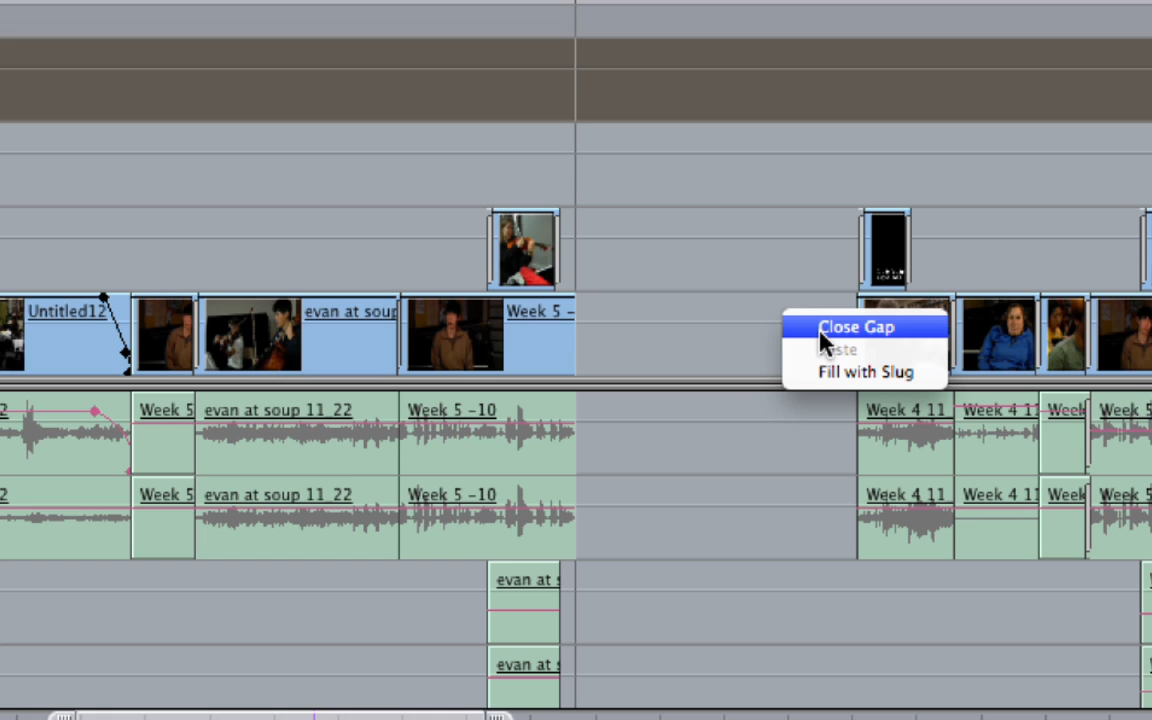 Untitled12
evan at soup
Week 5 -
Close Gap
Paste
Fill with Slug
2
Week 5
evan at soup 11_22
Week 5 -10
Week 4 11
Week 4 11
Week
Week 5
2
Week 5
evan at soup 11_22
Week 5 -10
Week 4 11
Week 4 11
Week
Week 5
evan at s
evan at s